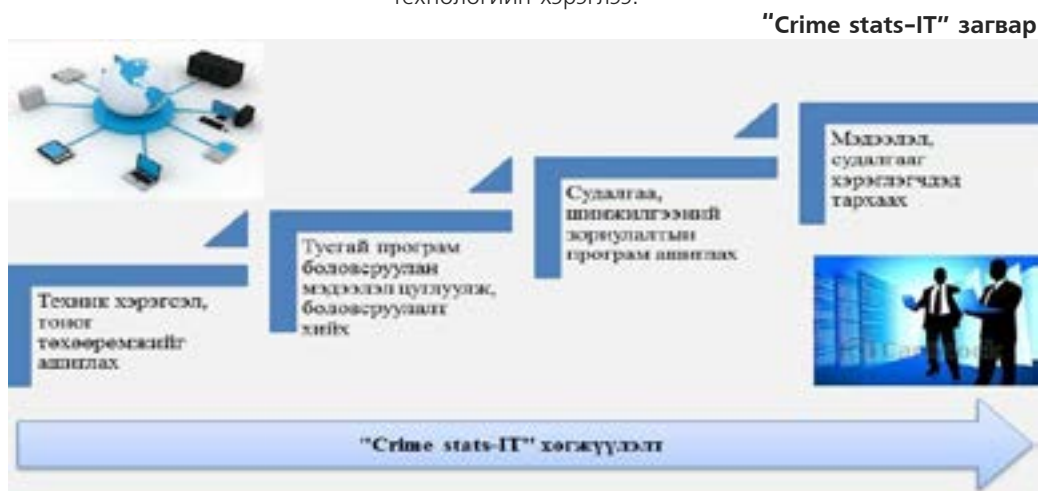 технологийн хэрэглээ.
"Crime stats-IT" загвар
Техник хэрэгсэл,
тоног
төхөөрөмжийг
ашиглах
Тусгай програм
боловсруулан
мэдээлэл цуглуулж,
боловсруулалт
хийх
Судалгаа,
шинжилгээний
зориулалтын
програм ашиглах
Мэдээлэл,
судалгааг
хэрэглэгчдэд
тархаах
"Crime stats-IT" хөгжүүлэлт